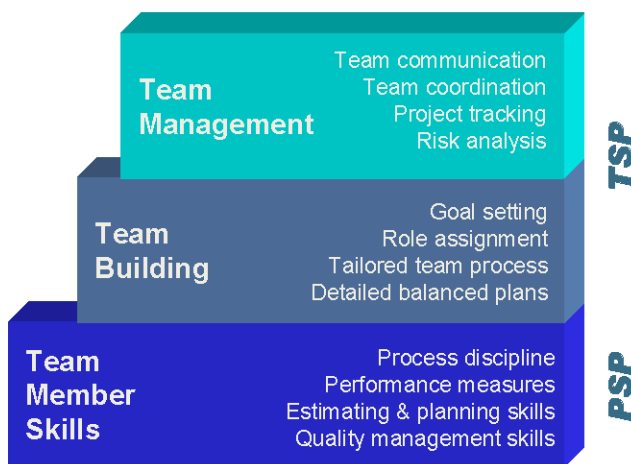 Team
Management
Team communication
Team coordination
Project tracking
Risk analysis
TSP
Team
Building
Goal setting
Role assignment
Tailored team process
Detailed balanced plans
Team
Member
Skills
Process discipline
Performance measures
Estimating & planning skills
Quality management skills
PSP